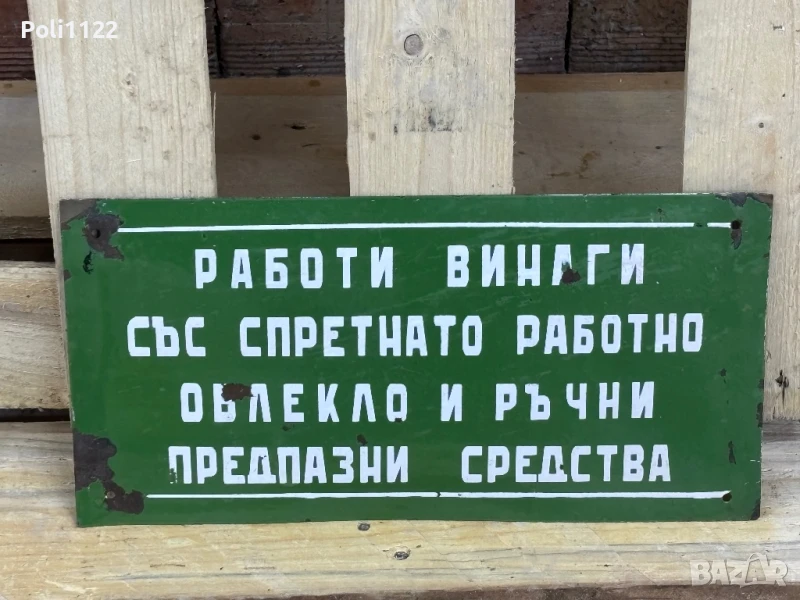 Poli1122
РАБОТИ ВИНАГИ
СЪС СПРЕТНАТО РАБОТНО
ОБЛЕКЛО И РЪЧНИ
ПРЕДПАЗНИ СРЕДСТВА
BAZAR